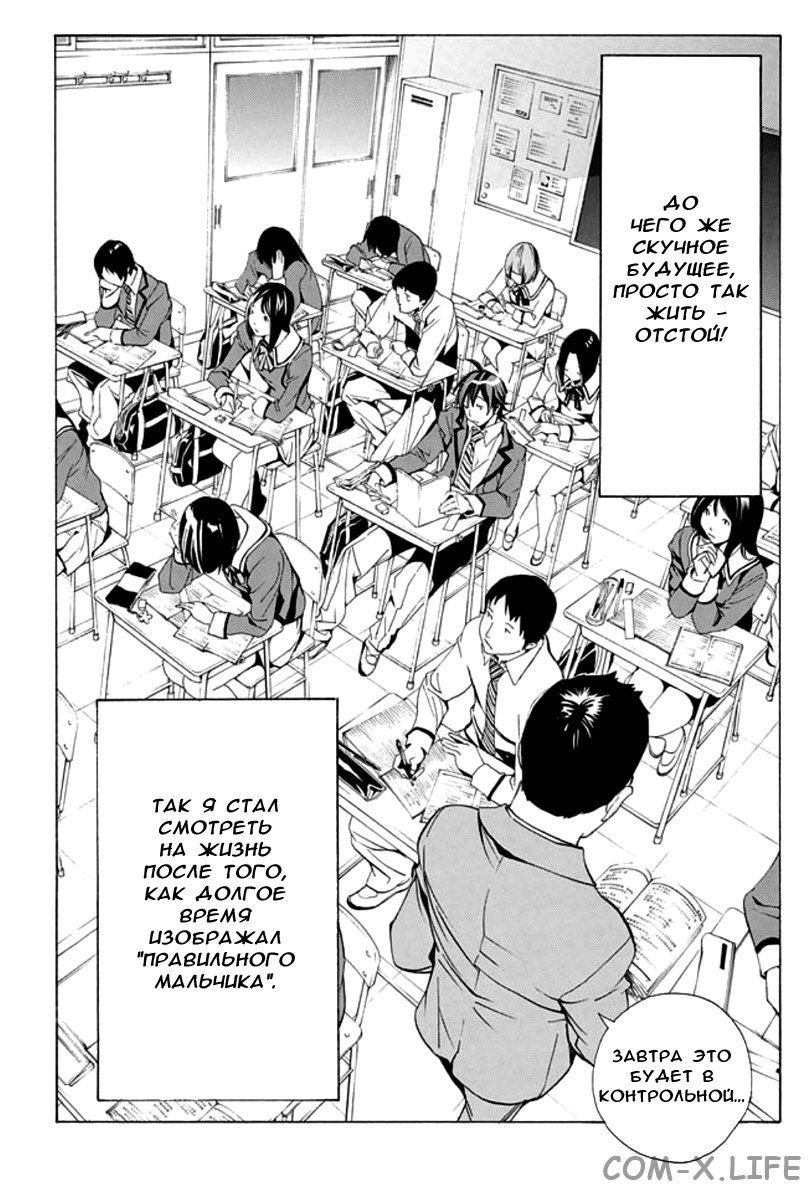 ДО
ЧЕГО ЖЕ
СКУЧНОЕ
БУДУЩЕЕ,
ПРОСТО ТАК
ЖИТЬ -
ОТСТОЙ!
ТАК Я СТАЛ
СМОТРЕТЬ
НА ЖИЗНЬ
ПОСЛЕ ТОГО,
КАК ДОЛГОЕ
ВРЕМЯ
ИЗОБРАЖАЛ
"ПРАВИЛЬНОГО
МАЛЬЧИКА".
ЗАВТРА ЭТО
БУДЕТ В
КОНТРОЛЬНОЙ...
COM-X.LIFE